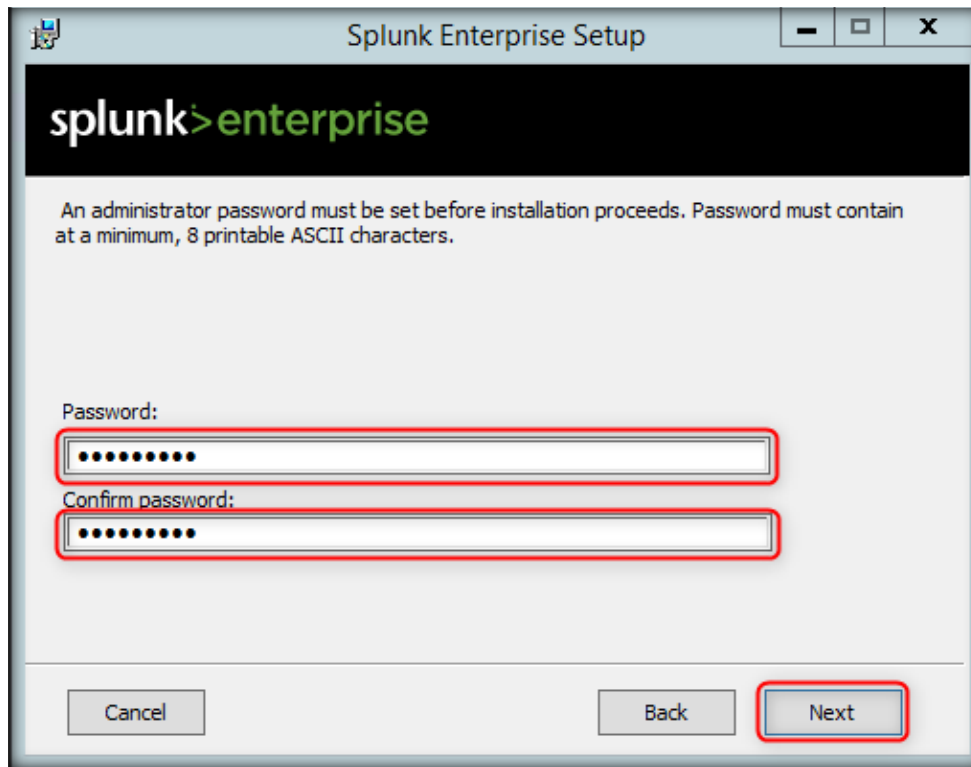 Splunk Enterprise Setup
splunk>enterprise
An administrator password must be set before installation proceeds. Password must contain
at a minimum, 8 printable ASCII characters.
Password:
•••••••••
Confirm password:
•••••••••
Cancel
Back
Next